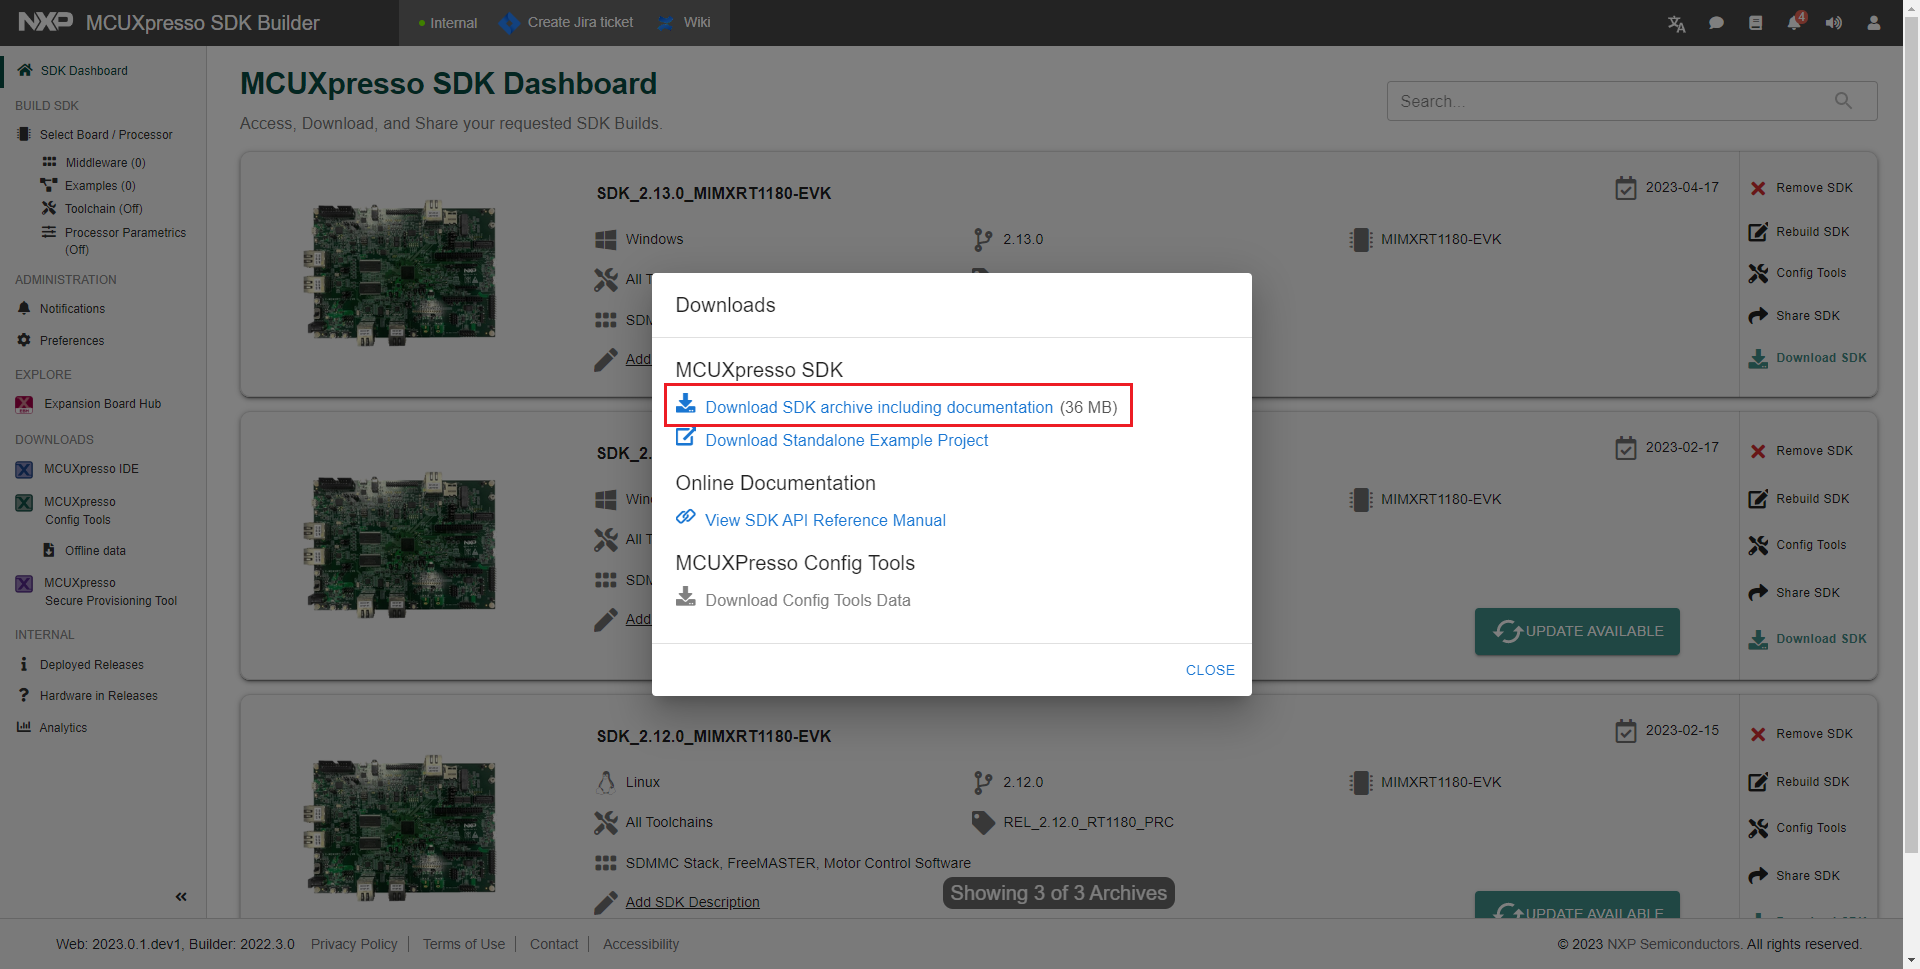 NXP MCUXpresso SDK Builder
Internal
Create Jira ticket
Wiki
4
SDK Dashboard
BUILD SDK
Select Board / Processor
Middleware (0)
Examples (0)
Toolchain (Off)
Processor Parametrics
(Off)
ADMINISTRATION
Notifications
Preferences
EXPLORE
Expansion Board Hub
DOWNLOADS
MCUXpresso IDE
MCUXpresso
Config Tools
Offline data
MCUXpresso
Secure Provisioning Tool
INTERNAL
Deployed Releases
Hardware in Releases
Analytics
MCUXpresso SDK Dashboard
Access, Download, and Share your requested SDK Builds.
Search...
SDK_2.13.0_MIMXRT1180-EVK
2023-04-17
Windows
2.13.0
MIMXRT1180-EVK
All T
SDM
Add
Remove SDK
Rebuild SDK
Config Tools
Share SDK
Download SDK
Downloads
MCUXpresso SDK
Download SDK archive including documentation (36 MB)
Download Standalone Example Project
Online Documentation
View SDK API Reference Manual
MCUXPresso Config Tools
Download Config Tools Data
CLOSE
SDK_2.
2023-02-17
Win
MIMXRT1180-EVK
All T
SDM
Add
UPDATE AVAILABLE
Remove SDK
Rebuild SDK
Config Tools
Share SDK
Download SDK
SDK_2.12.0_MIMXRT1180-EVK
2023-02-15
Linux
2.12.0
MIMXRT1180-EVK
All Toolchains
REL_2.12.0_RT1180_PRC
SDMMC Stack, FreeMASTER, Motor Control Software
Add SDK Description
UPDATE AVAILABLE
Remove SDK
Rebuild SDK
Config Tools
Share SDK
Download SDK
Showing 3 of 3 Archives
Web: 2023.0.1.dev1, Builder: 2022.3.0
Privacy Policy
Terms of Use
Contact
Accessibility
© 2023 NXP Semiconductors. All rights reserved.